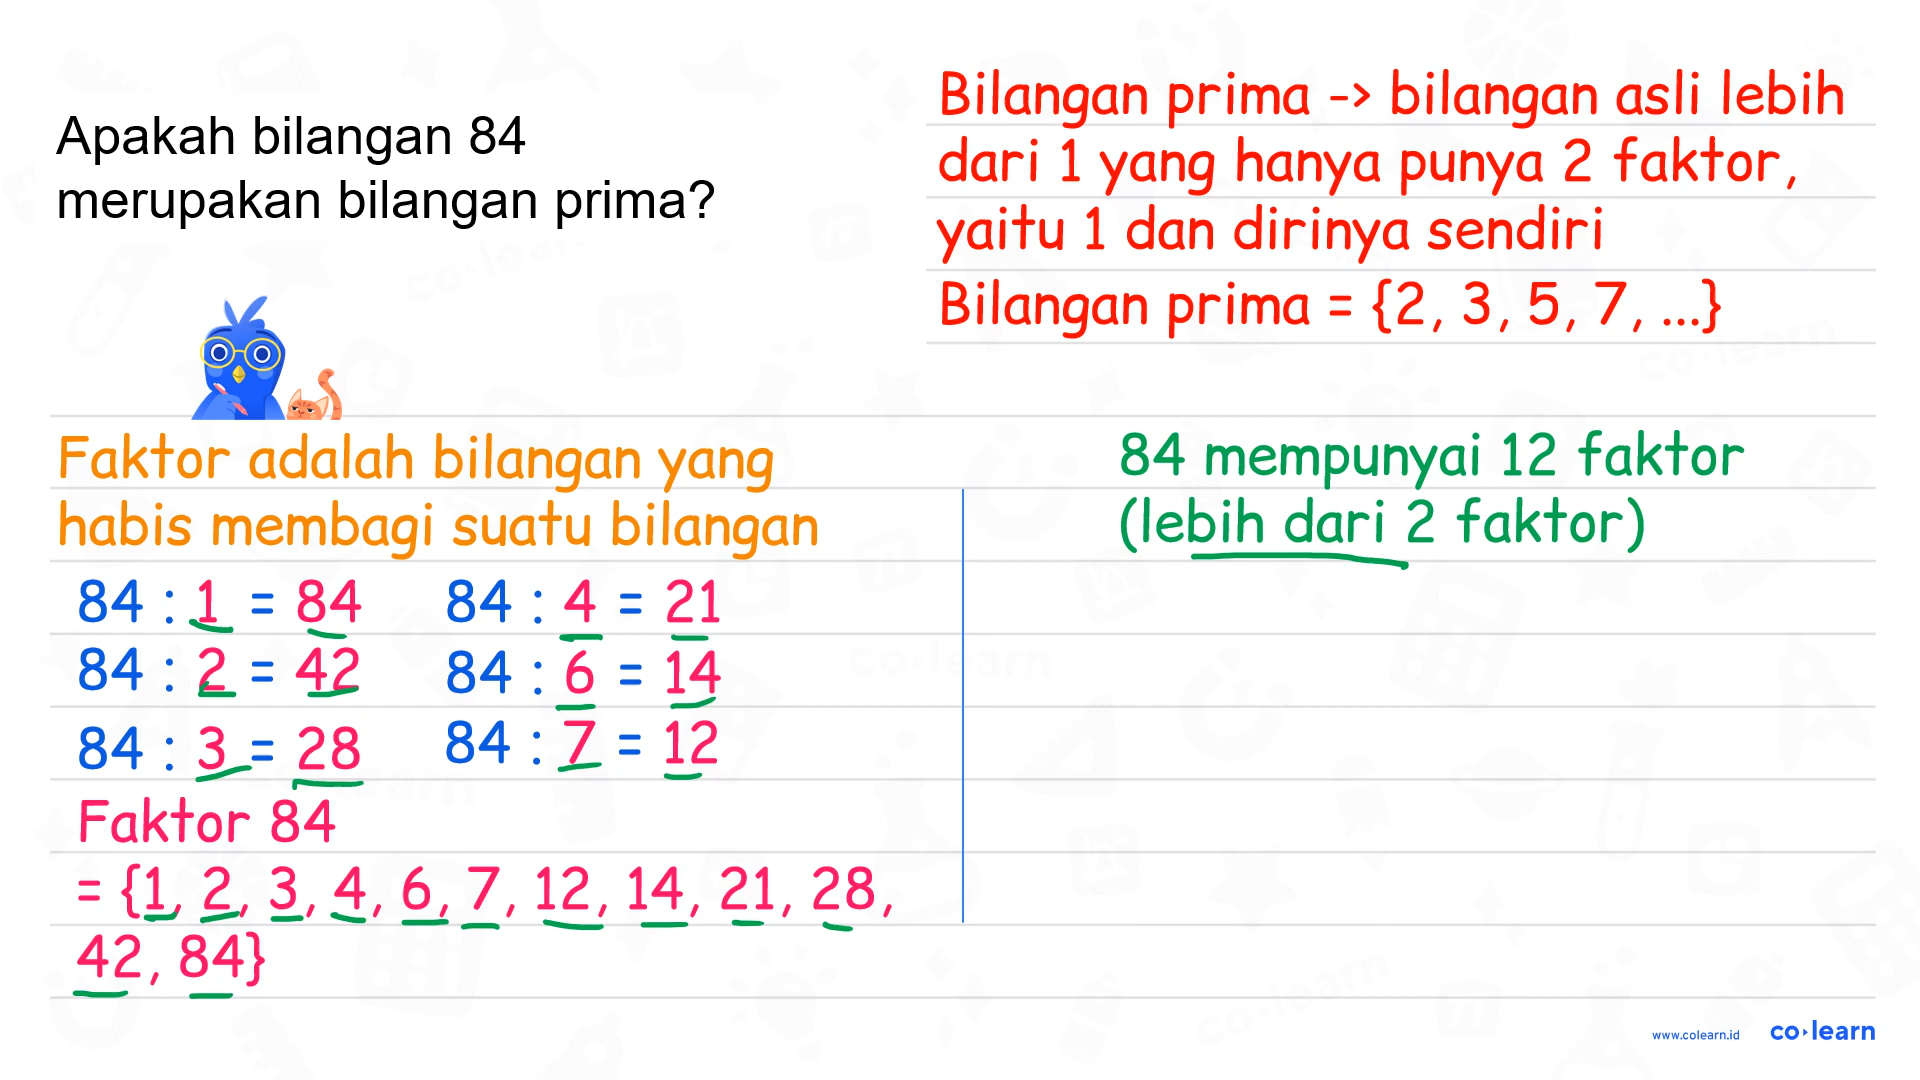 Apakah bilangan 84
merupakan bilangan prima?
Bilangan prima -> bilangan asli lebih
dari 1 yang hanya punya 2 faktor,
yaitu 1 dan dirinya sendiri
Bilangan prima = {2, 3, 5, 7, ...}
Faktor adalah bilangan yang
habis membagi suatu bilangan
84 : 1 = 84
84 : 2 = 42
84 : 3 = 28
84 : 4 = 21
84 : 6 = 14
84 : 7 = 12
Faktor 84
= {1, 2, 3, 4, 6, 7, 12, 14, 21, 28,
42, 84}
84 mempunyai 12 faktor
(lebih dari 2 faktor)
www.colearn.id
co·learn